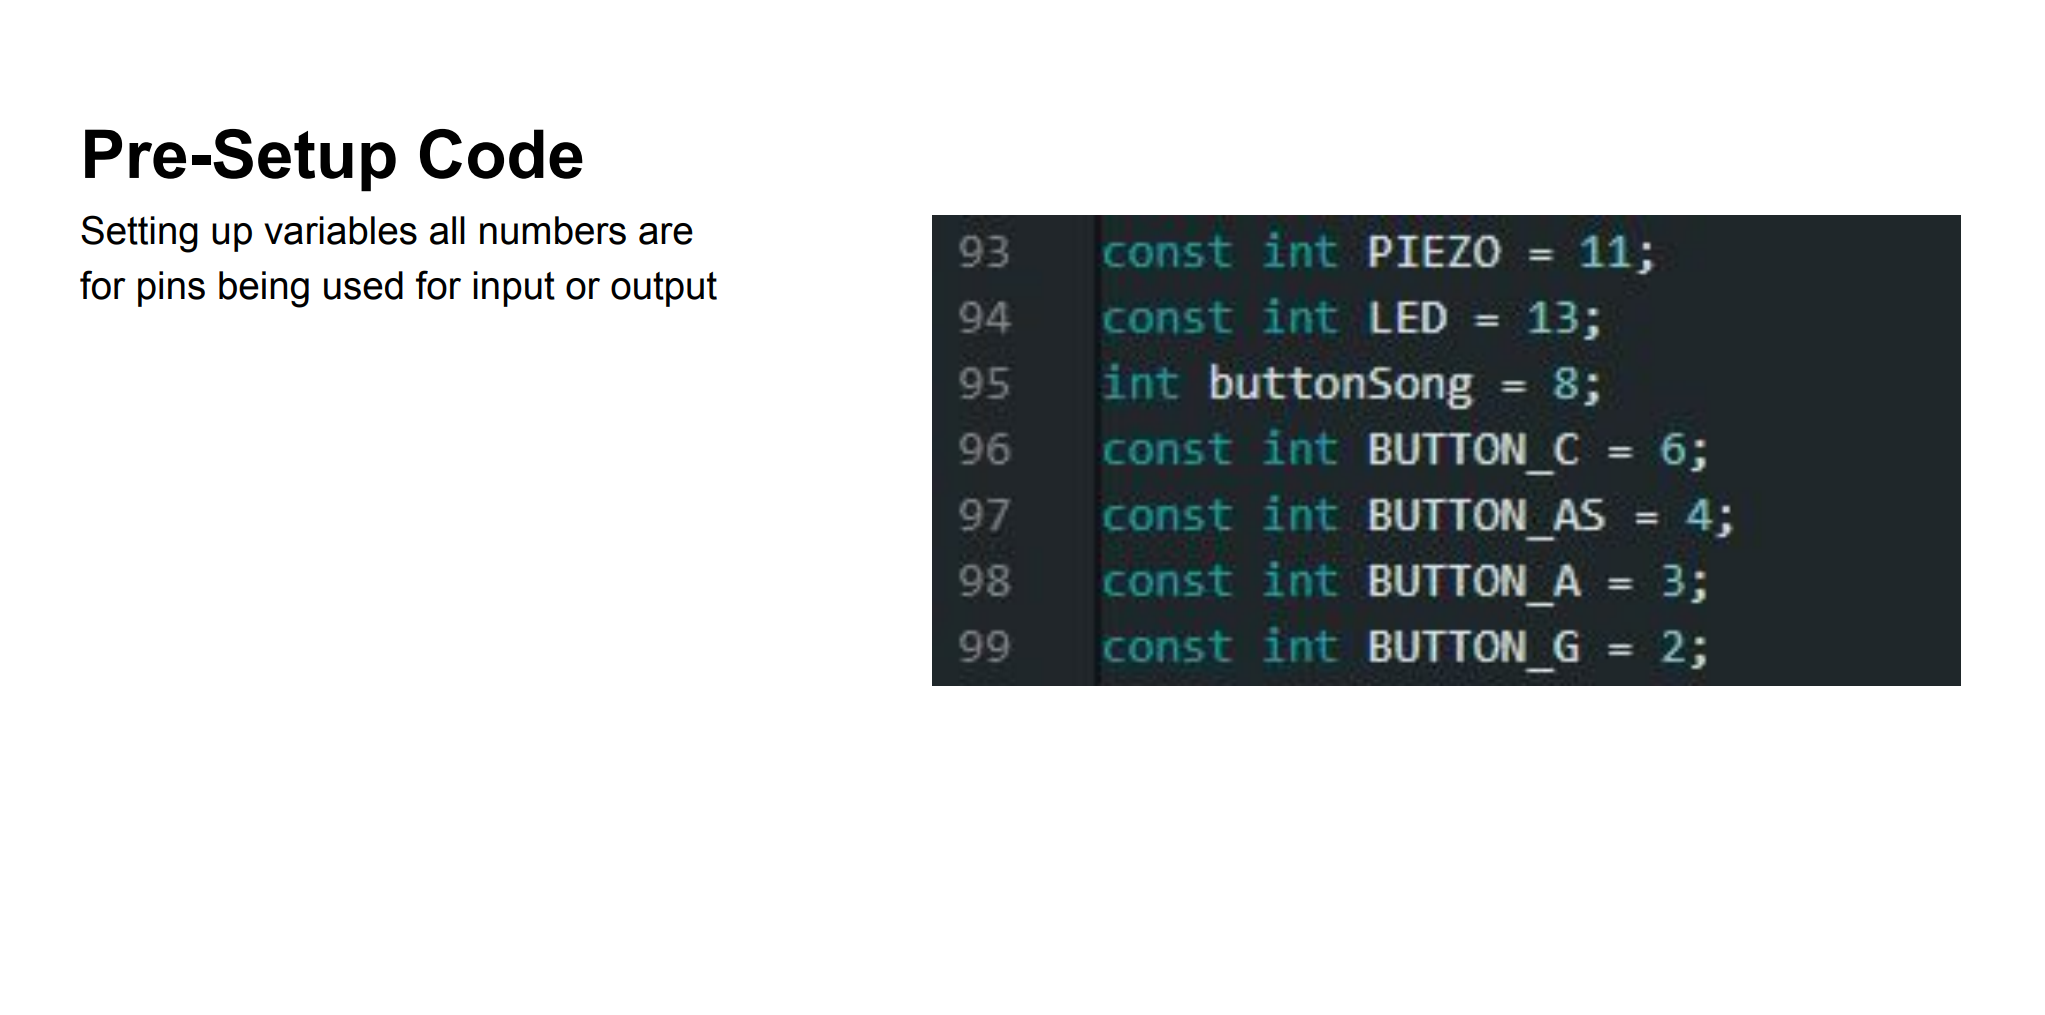 Pre-Setup Code
Setting up variables all numbers are
for pins being used for input or output
93 const int PIEZO = 11;
94 const int LED = 13;
95 int buttonSong = 8;
96 const int BUTTON_C = 6;
97 const int BUTTON_AS = 4;
98 const int BUTTON_A = 3;
99 const int BUTTON_G = 2;